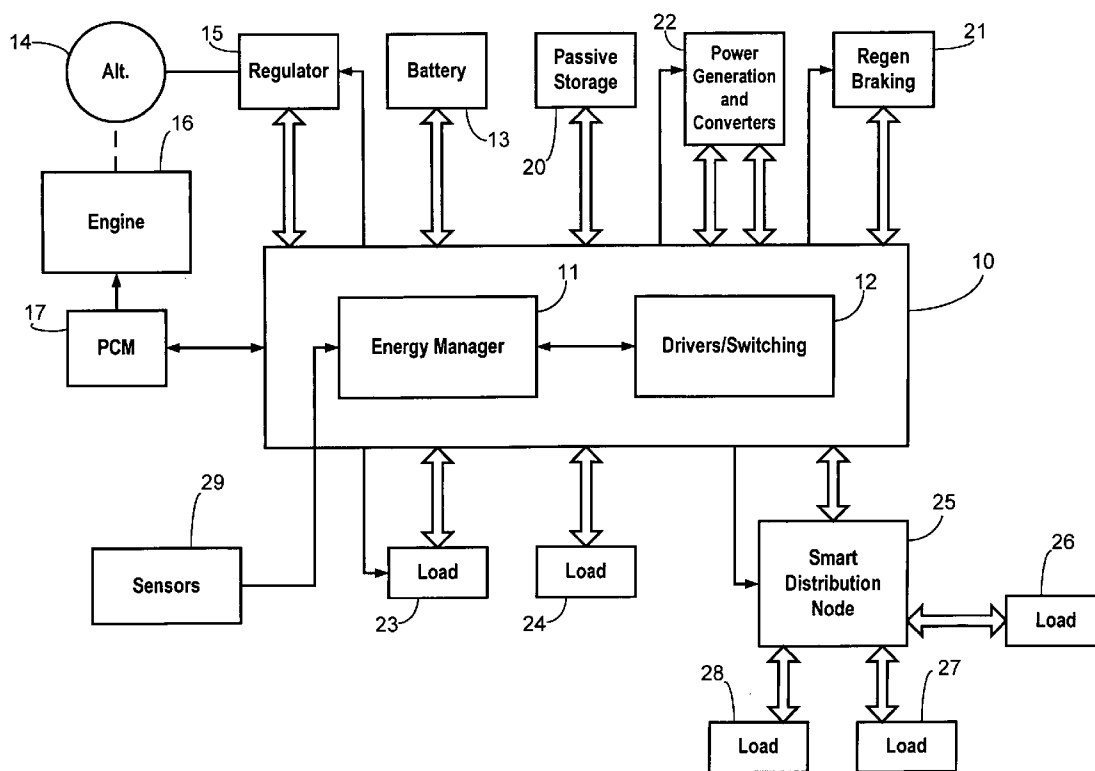 14
Alt.
15
Regulator
Battery
13
Passive
Storage
20
22
Power
Generation
and
Converters
Regen
Braking
21
16
Engine
17
PCM
10
11
Energy Manager
12
Drivers/Switching
29
Sensors
Load
23
Load
24
25
Smart
Distribution
Node
26
Load
28
Load
27
Load